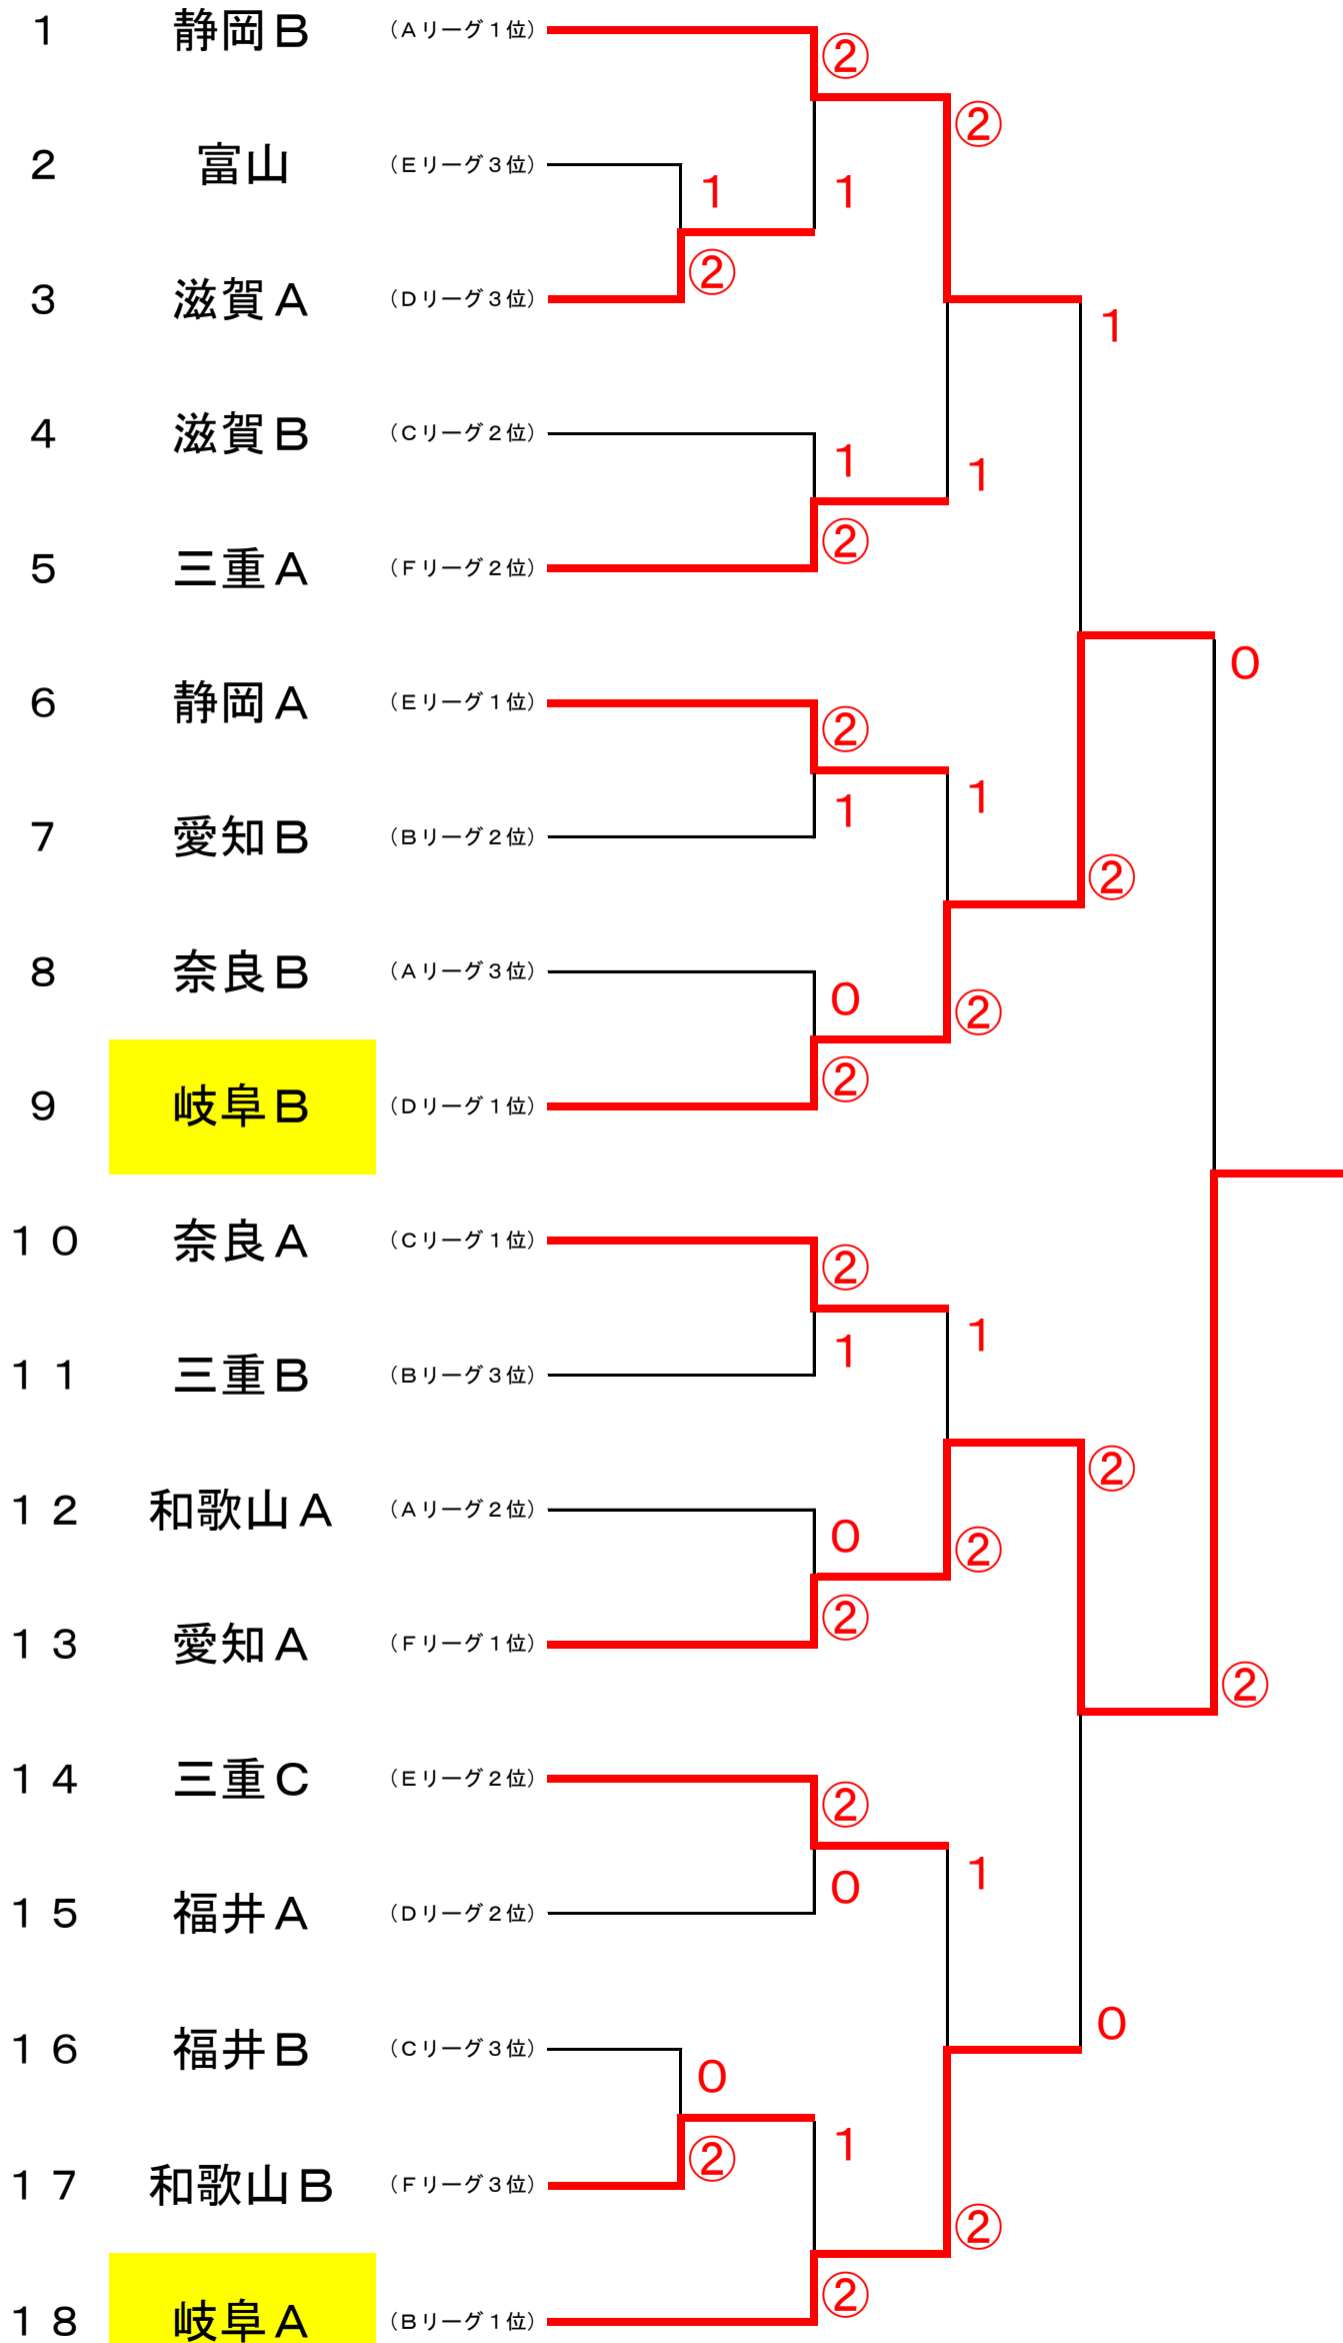 1 静岡B (Aリーグ1位) ②
②
2 富山 (Eリーグ3位) 1 1
3 滋賀A (Dリーグ3位) ②
1
4 滋賀B (Cリーグ2位) 1 1
5 三重A (Fリーグ2位) ②
0
6 静岡A (Eリーグ1位) ②
1 1
7 愛知B (Bリーグ2位)
②
8 奈良B (Aリーグ3位) 0 ②
9 岐阜B (Dリーグ1位) ②
10 奈良A (Cリーグ1位) ②
1 1
11 三重B (Bリーグ3位)
②
12 和歌山A (Aリーグ2位) 0 ②
13 愛知A (Fリーグ1位) ②
②
14 三重C (Eリーグ2位) ②
0 1
15 福井A (Dリーグ2位)
0
16 福井B (Cリーグ3位) 0
1
17 和歌山B (Fリーグ3位) ②
②
18 岐阜A (Bリーグ1位) ②